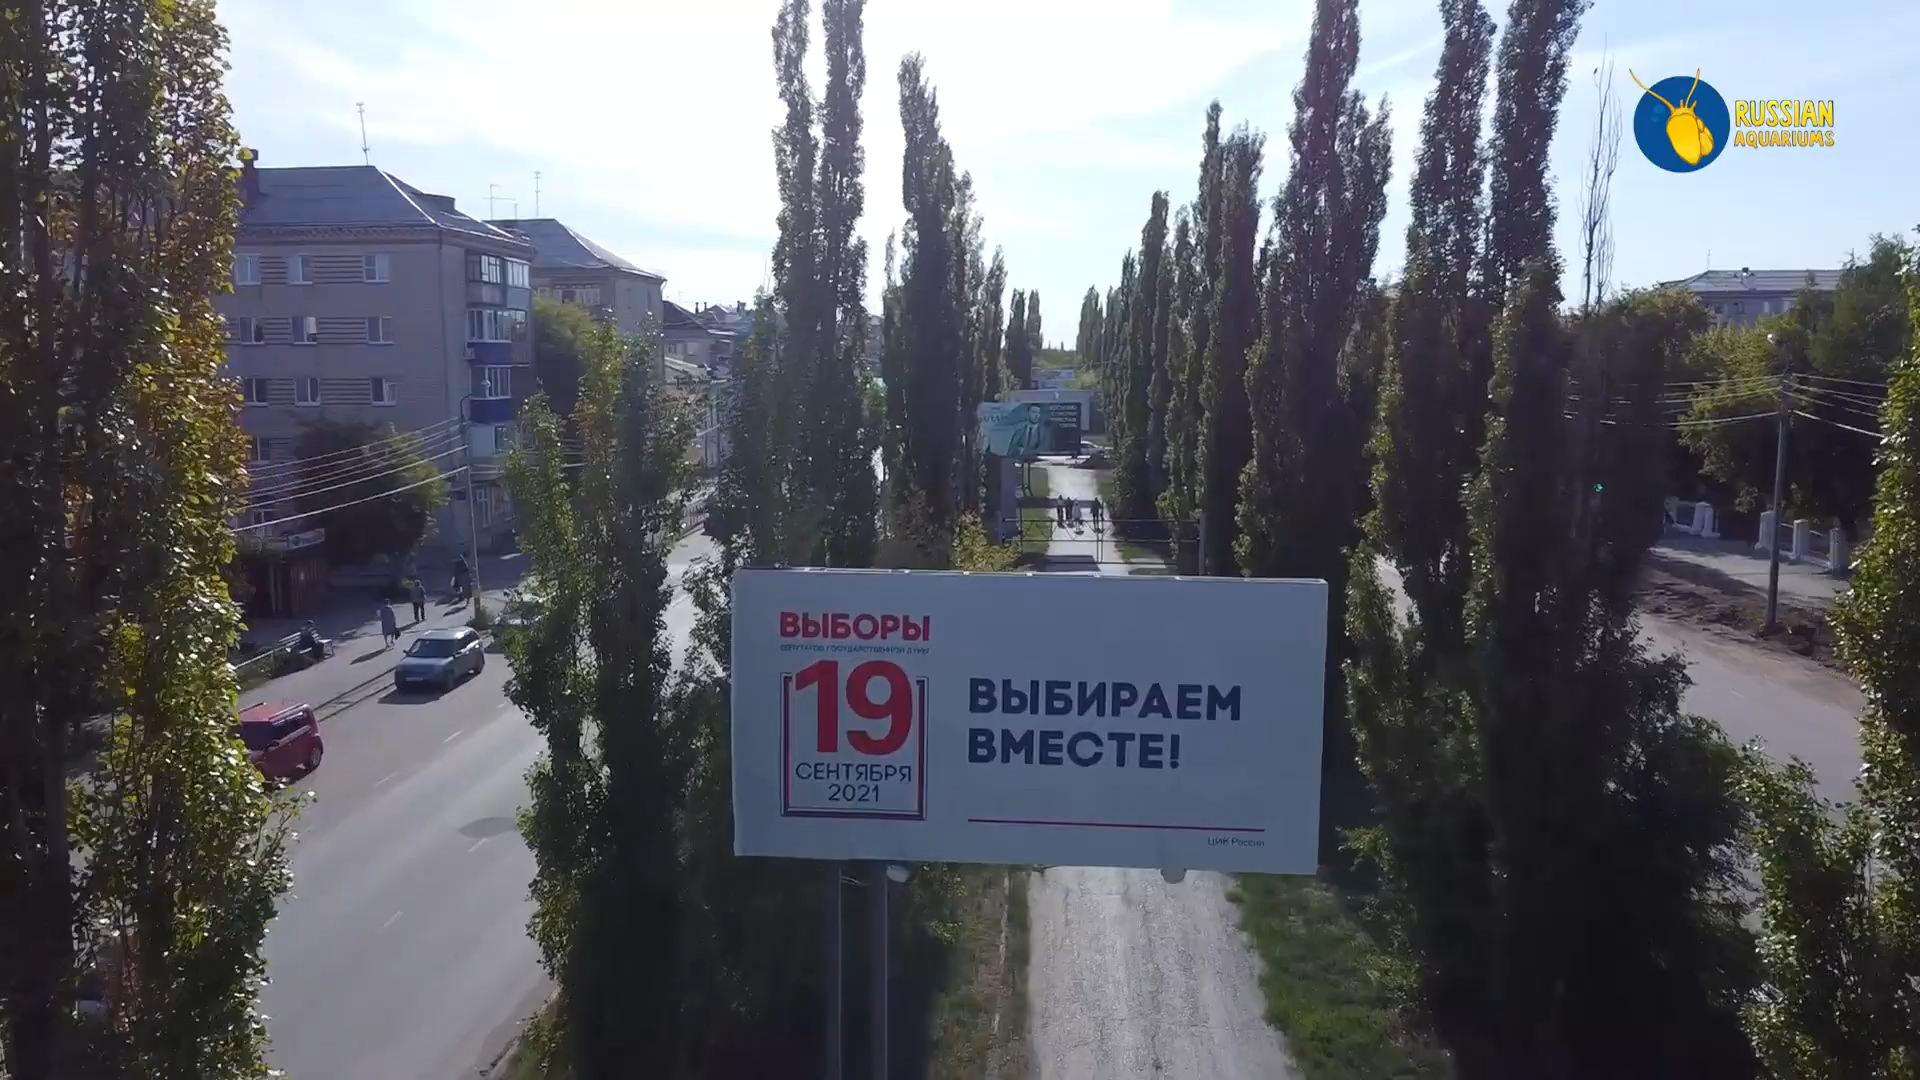 RUSSIAN
AQUARIUMS
ВЫБОРЫ
ДЕПУТАТОВ ГОСУДАРСТВЕННОЙ ДУМЫ
19
СЕНТЯБРЯ
2021
ВЫБИРАЕМ
ВМЕСТЕ!
ЦИК России